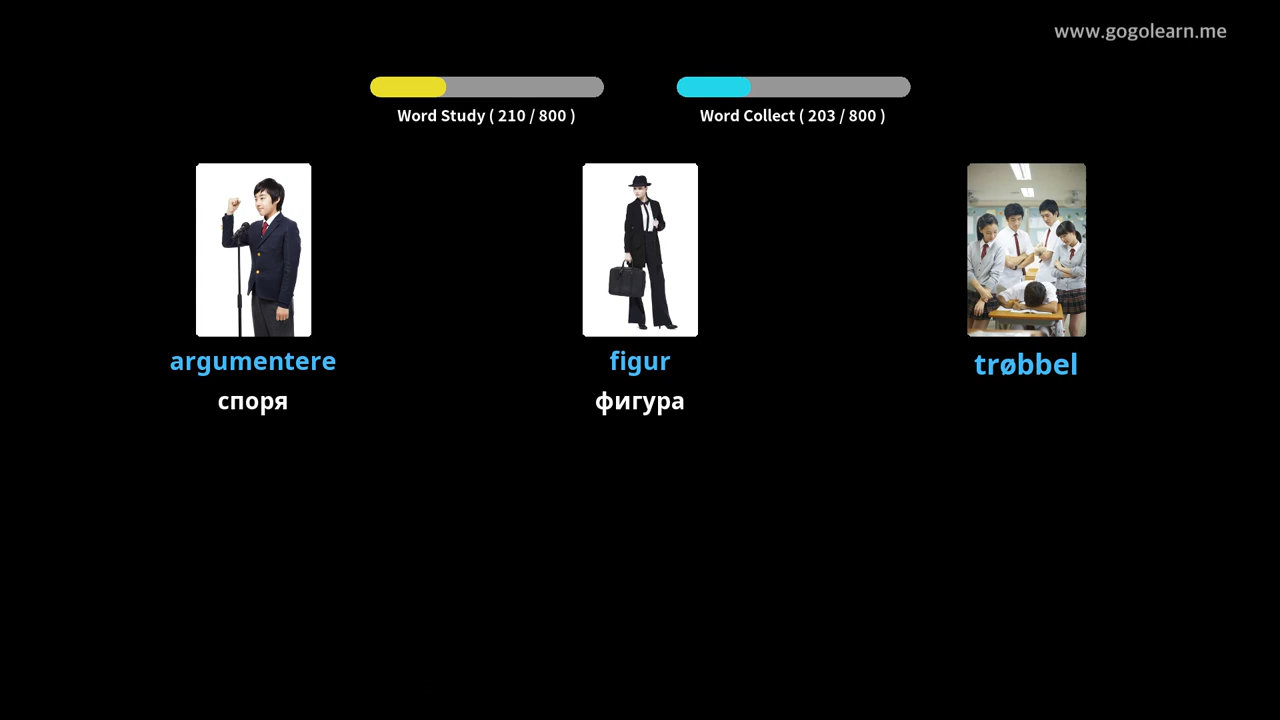 www.gogolearn.me
Word Study ( 210 / 800 )
Word Collect ( 203 / 800 )
argumentere
figur
trøbbel
споря
фигура